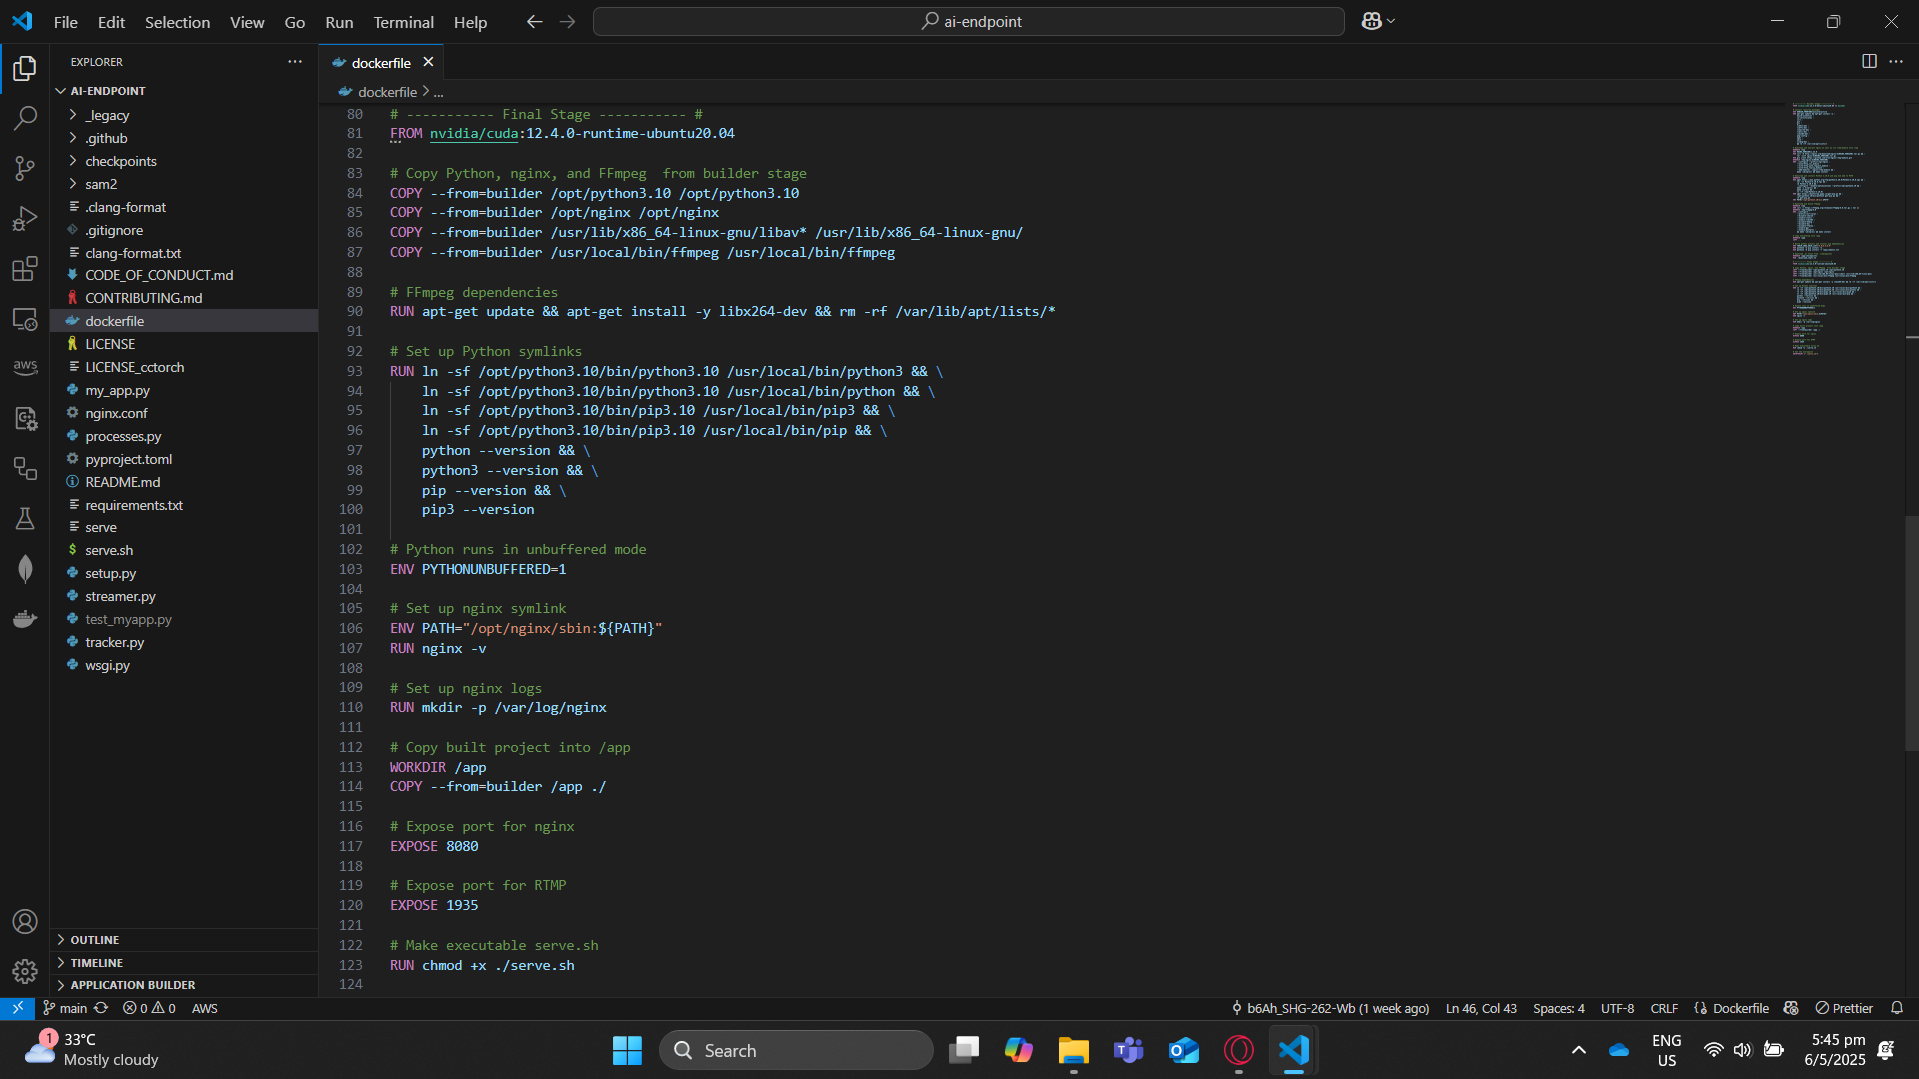 File Edit Selection View Go Run Terminal Help
ai-endpoint
EXPLORER
AI-ENDPOINT
_legacy
.github
checkpoints
sam2
.clang-format
.gitignore
clang-format.txt
CODE_OF_CONDUCT.md
CONTRIBUTING.md
dockerfile
LICENSE
LICENSE_cctorch
my_app.py
nginx.conf
processes.py
pyproject.toml
README.md
requirements.txt
serve
serve.sh
setup.py
streamer.py
test_myapp.py
tracker.py
wsgi.py
OUTLINE
TIMELINE
APPLICATION BUILDER
aws
dockerfile
dockerfile > ...
80 # ----------- Final Stage ----------- #
81 FROM nvidia/cuda:12.4.0-runtime-ubuntu20.04
82
83 # Copy Python, nginx, and FFmpeg  from builder stage
84 COPY --from=builder /opt/python3.10 /opt/python3.10
85 COPY --from=builder /opt/nginx /opt/nginx
86 COPY --from=builder /usr/lib/x86_64-linux-gnu/libav* /usr/lib/x86_64-linux-gnu/
87 COPY --from=builder /usr/local/bin/ffmpeg /usr/local/bin/ffmpeg
88
89 # FFmpeg dependencies
90 RUN apt-get update && apt-get install -y libx264-dev && rm -rf /var/lib/apt/lists/*
91
92 # Set up Python symlinks
93 RUN ln -sf /opt/python3.10/bin/python3.10 /usr/local/bin/python3 && \
94     ln -sf /opt/python3.10/bin/python3.10 /usr/local/bin/python && \
95     ln -sf /opt/python3.10/bin/pip3.10 /usr/local/bin/pip3 && \
96     ln -sf /opt/python3.10/bin/pip3.10 /usr/local/bin/pip && \
97     python --version && \
98     python3 --version && \
99     pip --version && \
100     pip3 --version
101
102 # Python runs in unbuffered mode
103 ENV PYTHONUNBUFFERED=1
104
105 # Set up nginx symlink
106 ENV PATH="/opt/nginx/sbin:${PATH}"
107 RUN nginx -v
108
109 # Set up nginx logs
110 RUN mkdir -p /var/log/nginx
111
112 # Copy built project into /app
113 WORKDIR /app
114 COPY --from=builder /app ./
115
116 # Expose port for nginx
117 EXPOSE 8080
118
119 # Expose port for RTMP
120 EXPOSE 1935
121
122 # Make executable serve.sh
123 RUN chmod +x ./serve.sh
124
main 0 0 AWS
b6Ah_SHG-262-Wb (1 week ago) Ln 46, Col 43 Spaces: 4 UTF-8 CRLF Dockerfile Prettier
1
33°C
Mostly cloudy
Search
ENG
US
5:45 pm
6/5/2025